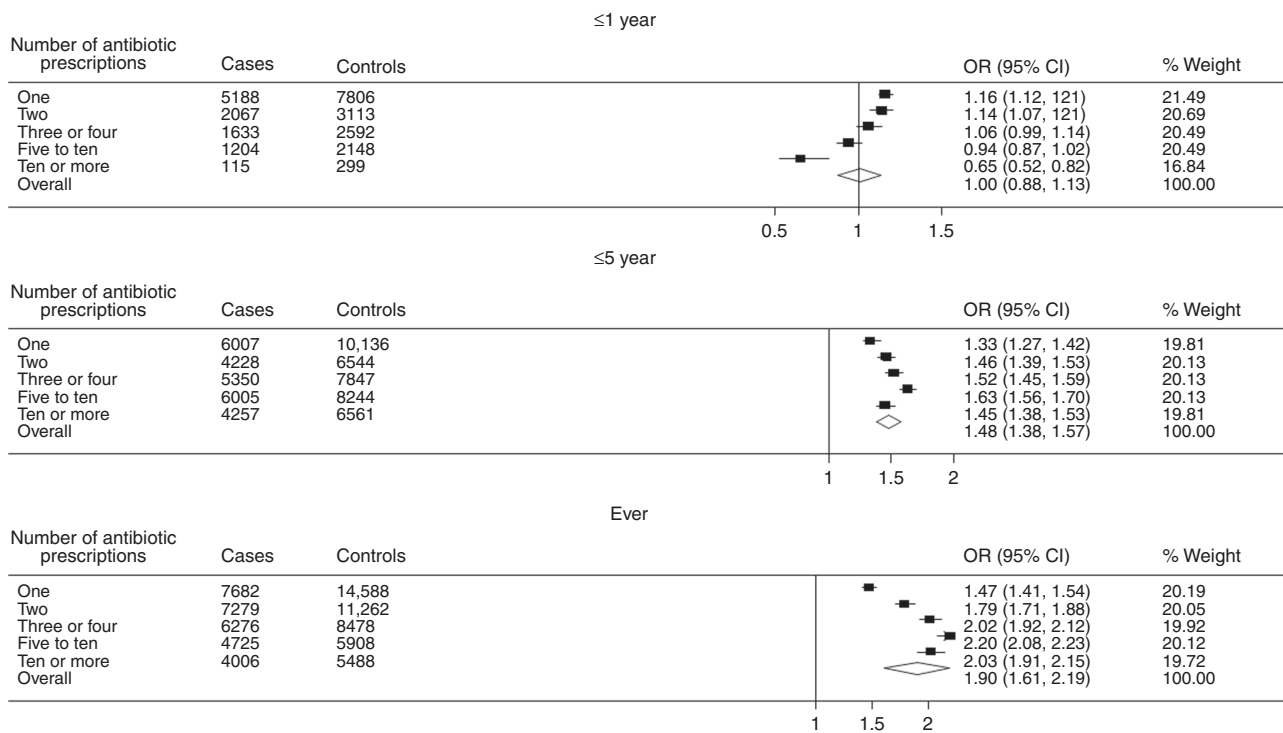 ≤1 year
Number of antibiotic
prescriptions Cases Controls OR (95% CI) % Weight
One 5188 7806 1.16 (1.12, 121) 21.49
Two 2067 3113 1.14 (1.07, 121) 20.69
Three or four 1633 2592 1.06 (0.99, 1.14) 20.49
Five to ten 1204 2148 0.94 (0.87, 1.02) 20.49
Ten or more 115 299 0.65 (0.52, 0.82) 16.84
Overall 1.00 (0.88, 1.13) 100.00
0.5 1 1.5
≤5 year
Number of antibiotic
prescriptions Cases Controls OR (95% CI) % Weight
One 6007 10,136 1.33 (1.27, 1.42) 19.81
Two 4228 6544 1.46 (1.39, 1.53) 20.13
Three or four 5350 7847 1.52 (1.45, 1.59) 20.13
Five to ten 6005 8244 1.63 (1.56, 1.70) 20.13
Ten or more 4257 6561 1.45 (1.38, 1.53) 19.81
Overall 1.48 (1.38, 1.57) 100.00
1 1.5 2
Ever
Number of antibiotic
prescriptions Cases Controls OR (95% CI) % Weight
One 7682 14,588 1.47 (1.41, 1.54) 20.19
Two 7279 11,262 1.79 (1.71, 1.88) 20.05
Three or four 6276 8478 2.02 (1.92, 2.12) 19.92
Five to ten 4725 5908 2.20 (2.08, 2.23) 20.12
Ten or more 4006 5488 2.03 (1.91, 2.15) 19.72
Overall 1.90 (1.61, 2.19) 100.00
1 1.5 2